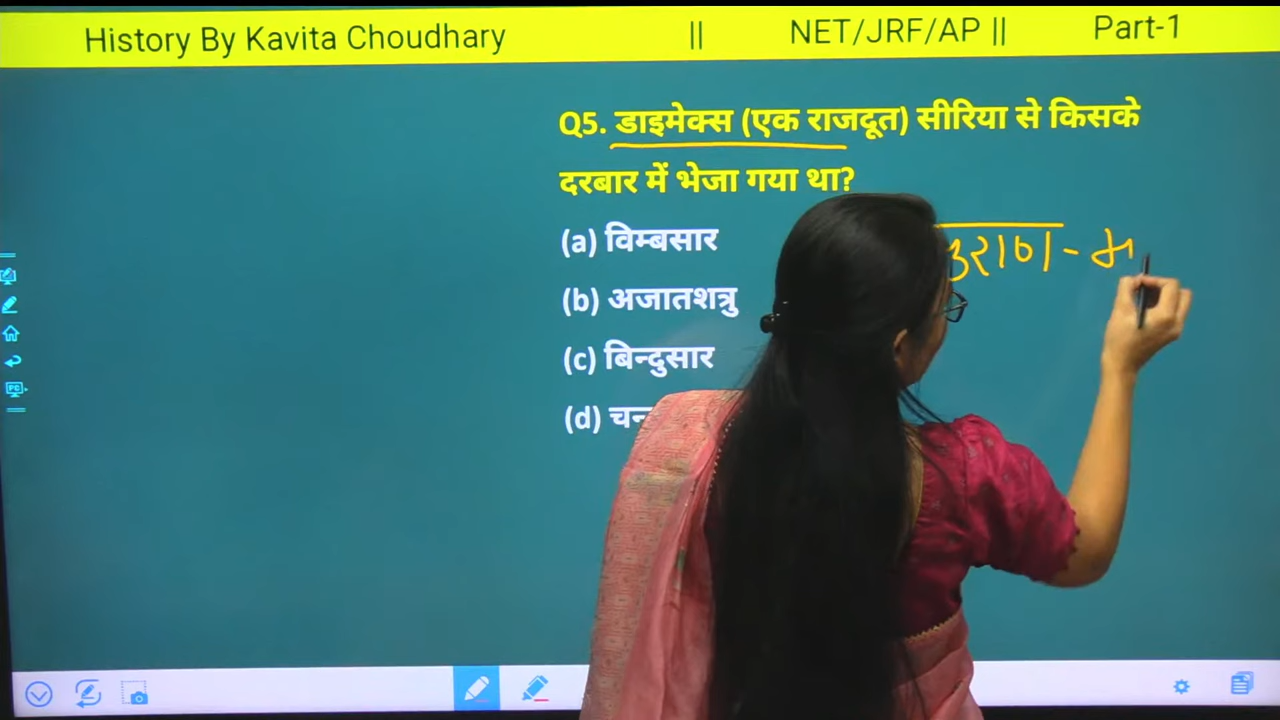 History By Kavita Choudhary || NET/JRF/AP || Part-1
Q5. डाइमेक्स (एक राजदूत) सीरिया से किसके
दरबार में भेजा गया था?
(a) विम्बसार
(b) अजातशत्रु
(c) बिन्दुसार
(d)